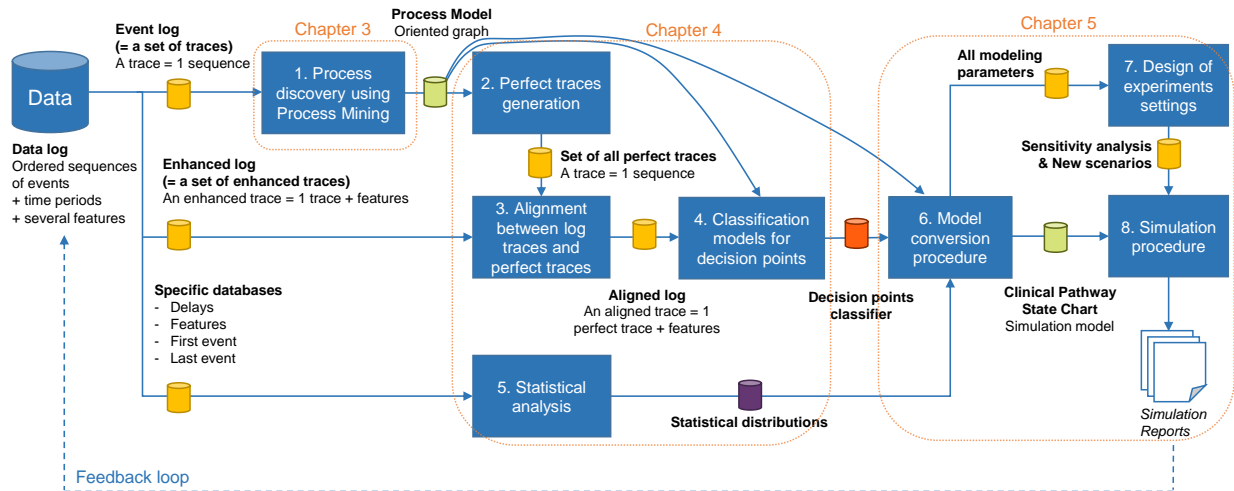 Event log
(= a set of traces)
A trace = 1 sequence
Chapter 3
Process Model
Oriented graph
Chapter 4
Chapter 5
Data
1. Process
discovery using
Process Mining
2. Perfect traces
generation
All modeling
parameters
7. Design of
experiments
settings
Data log
Ordered sequences
of events
+ time periods
+ several features
Enhanced log
(= a set of enhanced traces)
An enhanced trace = 1 trace + features
Set of all perfect traces
A trace = 1 sequence
Sensitivity analysis
& New scenarios
3. Alignment
between log
traces and
perfect traces
4. Classification
models for
decision points
6. Model
conversion
procedure
8. Simulation
procedure
Specific databases
- Delays
- Features
- First event
- Last event
Aligned log
An aligned trace = 1
perfect trace + features
Decision points
classifier
Clinical Pathway
State Chart
Simulation model
5. Statistical
analysis
Statistical distributions
Simulation
Reports
Feedback loop